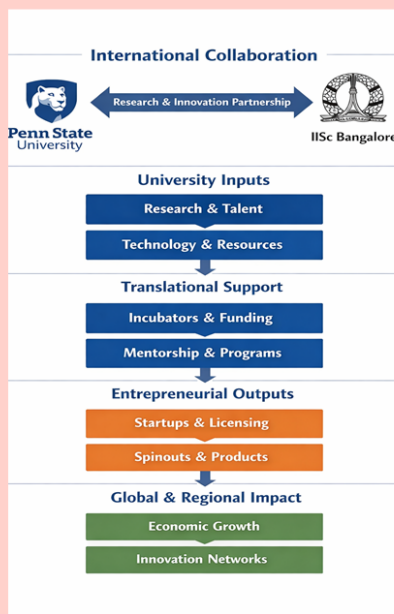 International Collaboration
Research & Innovation Partnership
Penn State
University
IISc Bangalore
University Inputs
Research & Talent
Technology & Resources
Translational Support
Incubators & Funding
Mentorship & Programs
Entrepreneurial Outputs
Startups & Licensing
Spinouts & Products
Global & Regional Impact
Economic Growth
Innovation Networks